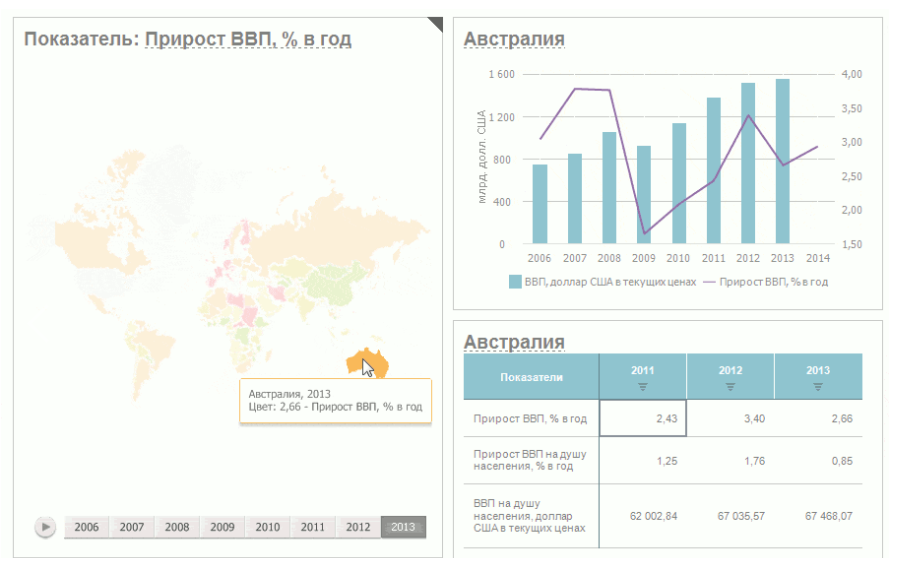 Показатель: Прирост ВВП, % в год
Австралия, 2013
Цвет: 2,66 - Прирост ВВП, % в год
2006 2007 2008 2009 2010 2011 2012 2013
Австралия
млрд. долл. США
1 600
1 200
800
400
0
4,00
3,50
3,00
2,50
2,00
1,50
2006 2007 2008 2009 2010 2011 2012 2013 2014
ВВП, доллар США в текущих ценах
Прирост ВВП, % в год
Австралия
Показатели 2011 2012 2013
Прирост ВВП, % в год 2,43 3,40 2,66
Прирост ВВП на душу
населения, % в год 1,25 1,76 0,85
ВВП на душу
населения, доллар 62 002,84 67 035,57 67 468,07
США в текущих ценах